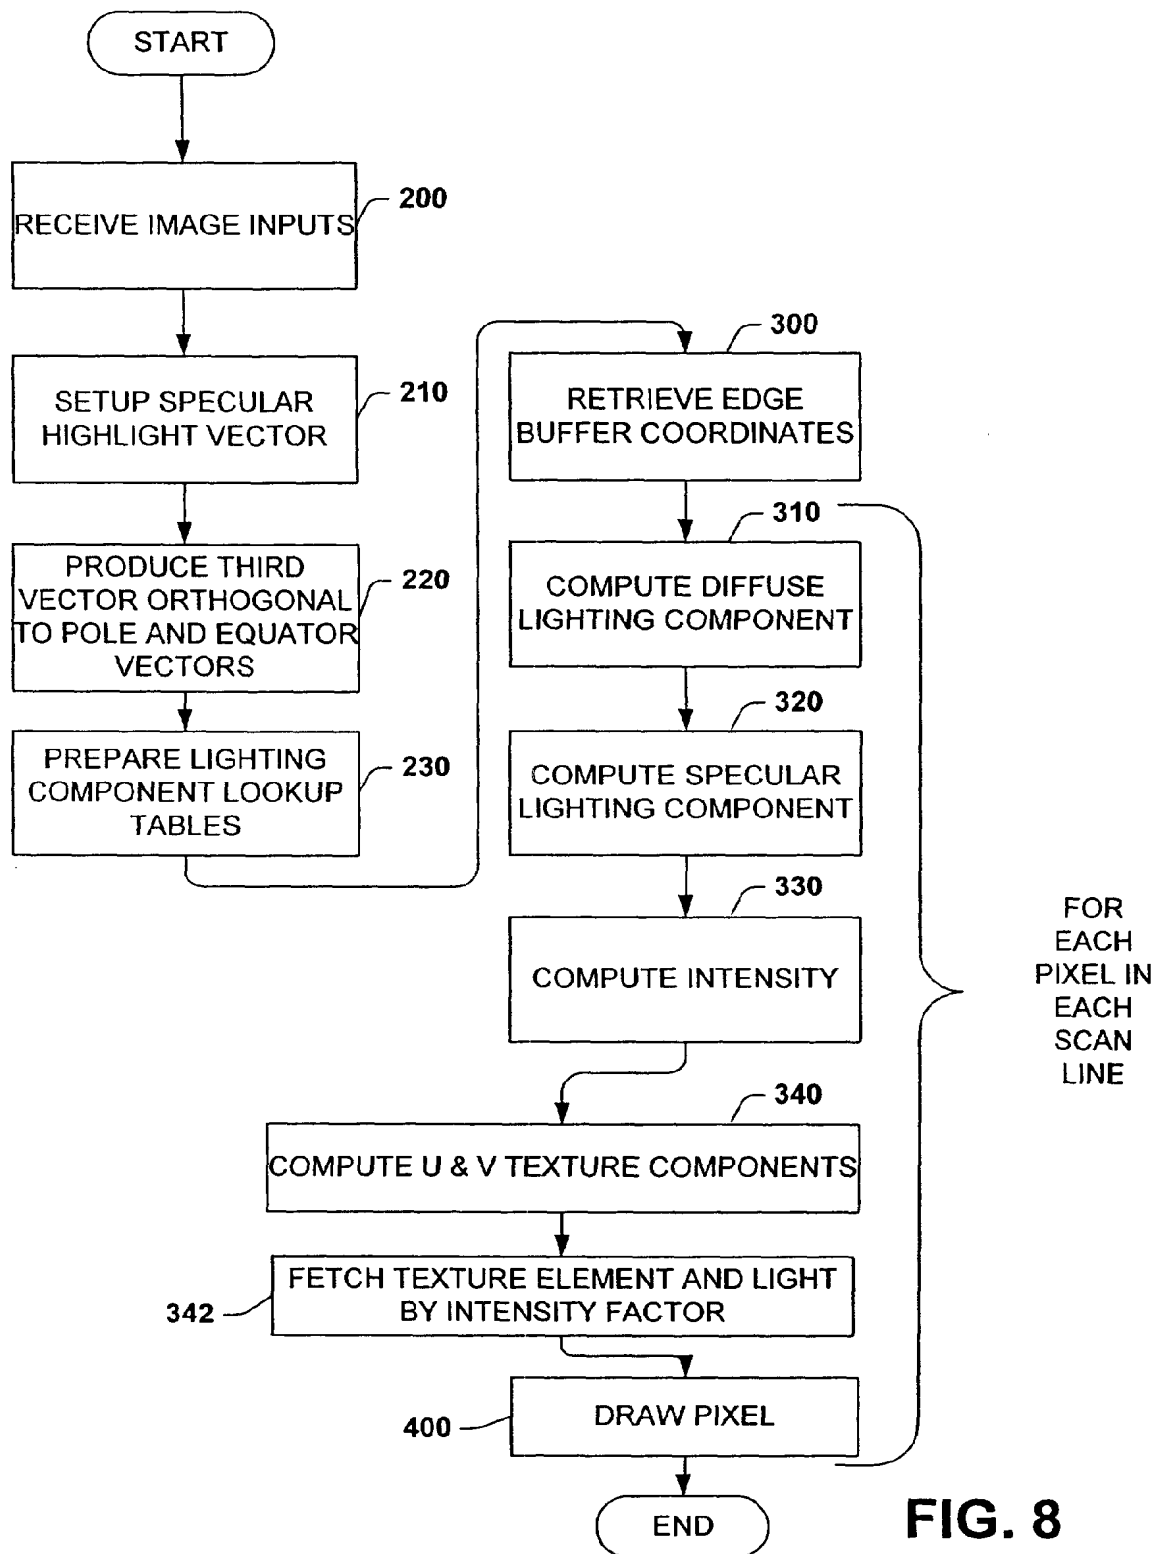 START
RECEIVE IMAGE INPUTS
200
SETUP SPECULAR
HIGHLIGHT VECTOR
210
PRODUCE THIRD
VECTOR ORTHOGONAL
TO POLE AND EQUATOR
VECTORS
220
PREPARE LIGHTING
COMPONENT LOOKUP
TABLES
230
300
RETRIEVE EDGE
BUFFER COORDINATES
310
COMPUTE DIFFUSE
LIGHTING COMPONENT
320
COMPUTE SPECULAR
LIGHTING COMPONENT
330
COMPUTE INTENSITY
340
COMPUTE U & V TEXTURE COMPONENTS
FETCH TEXTURE ELEMENT AND LIGHT
BY INTENSITY FACTOR
342
DRAW PIXEL
400
END
FOR
EACH
PIXEL IN
EACH
SCAN
LINE
FIG. 8